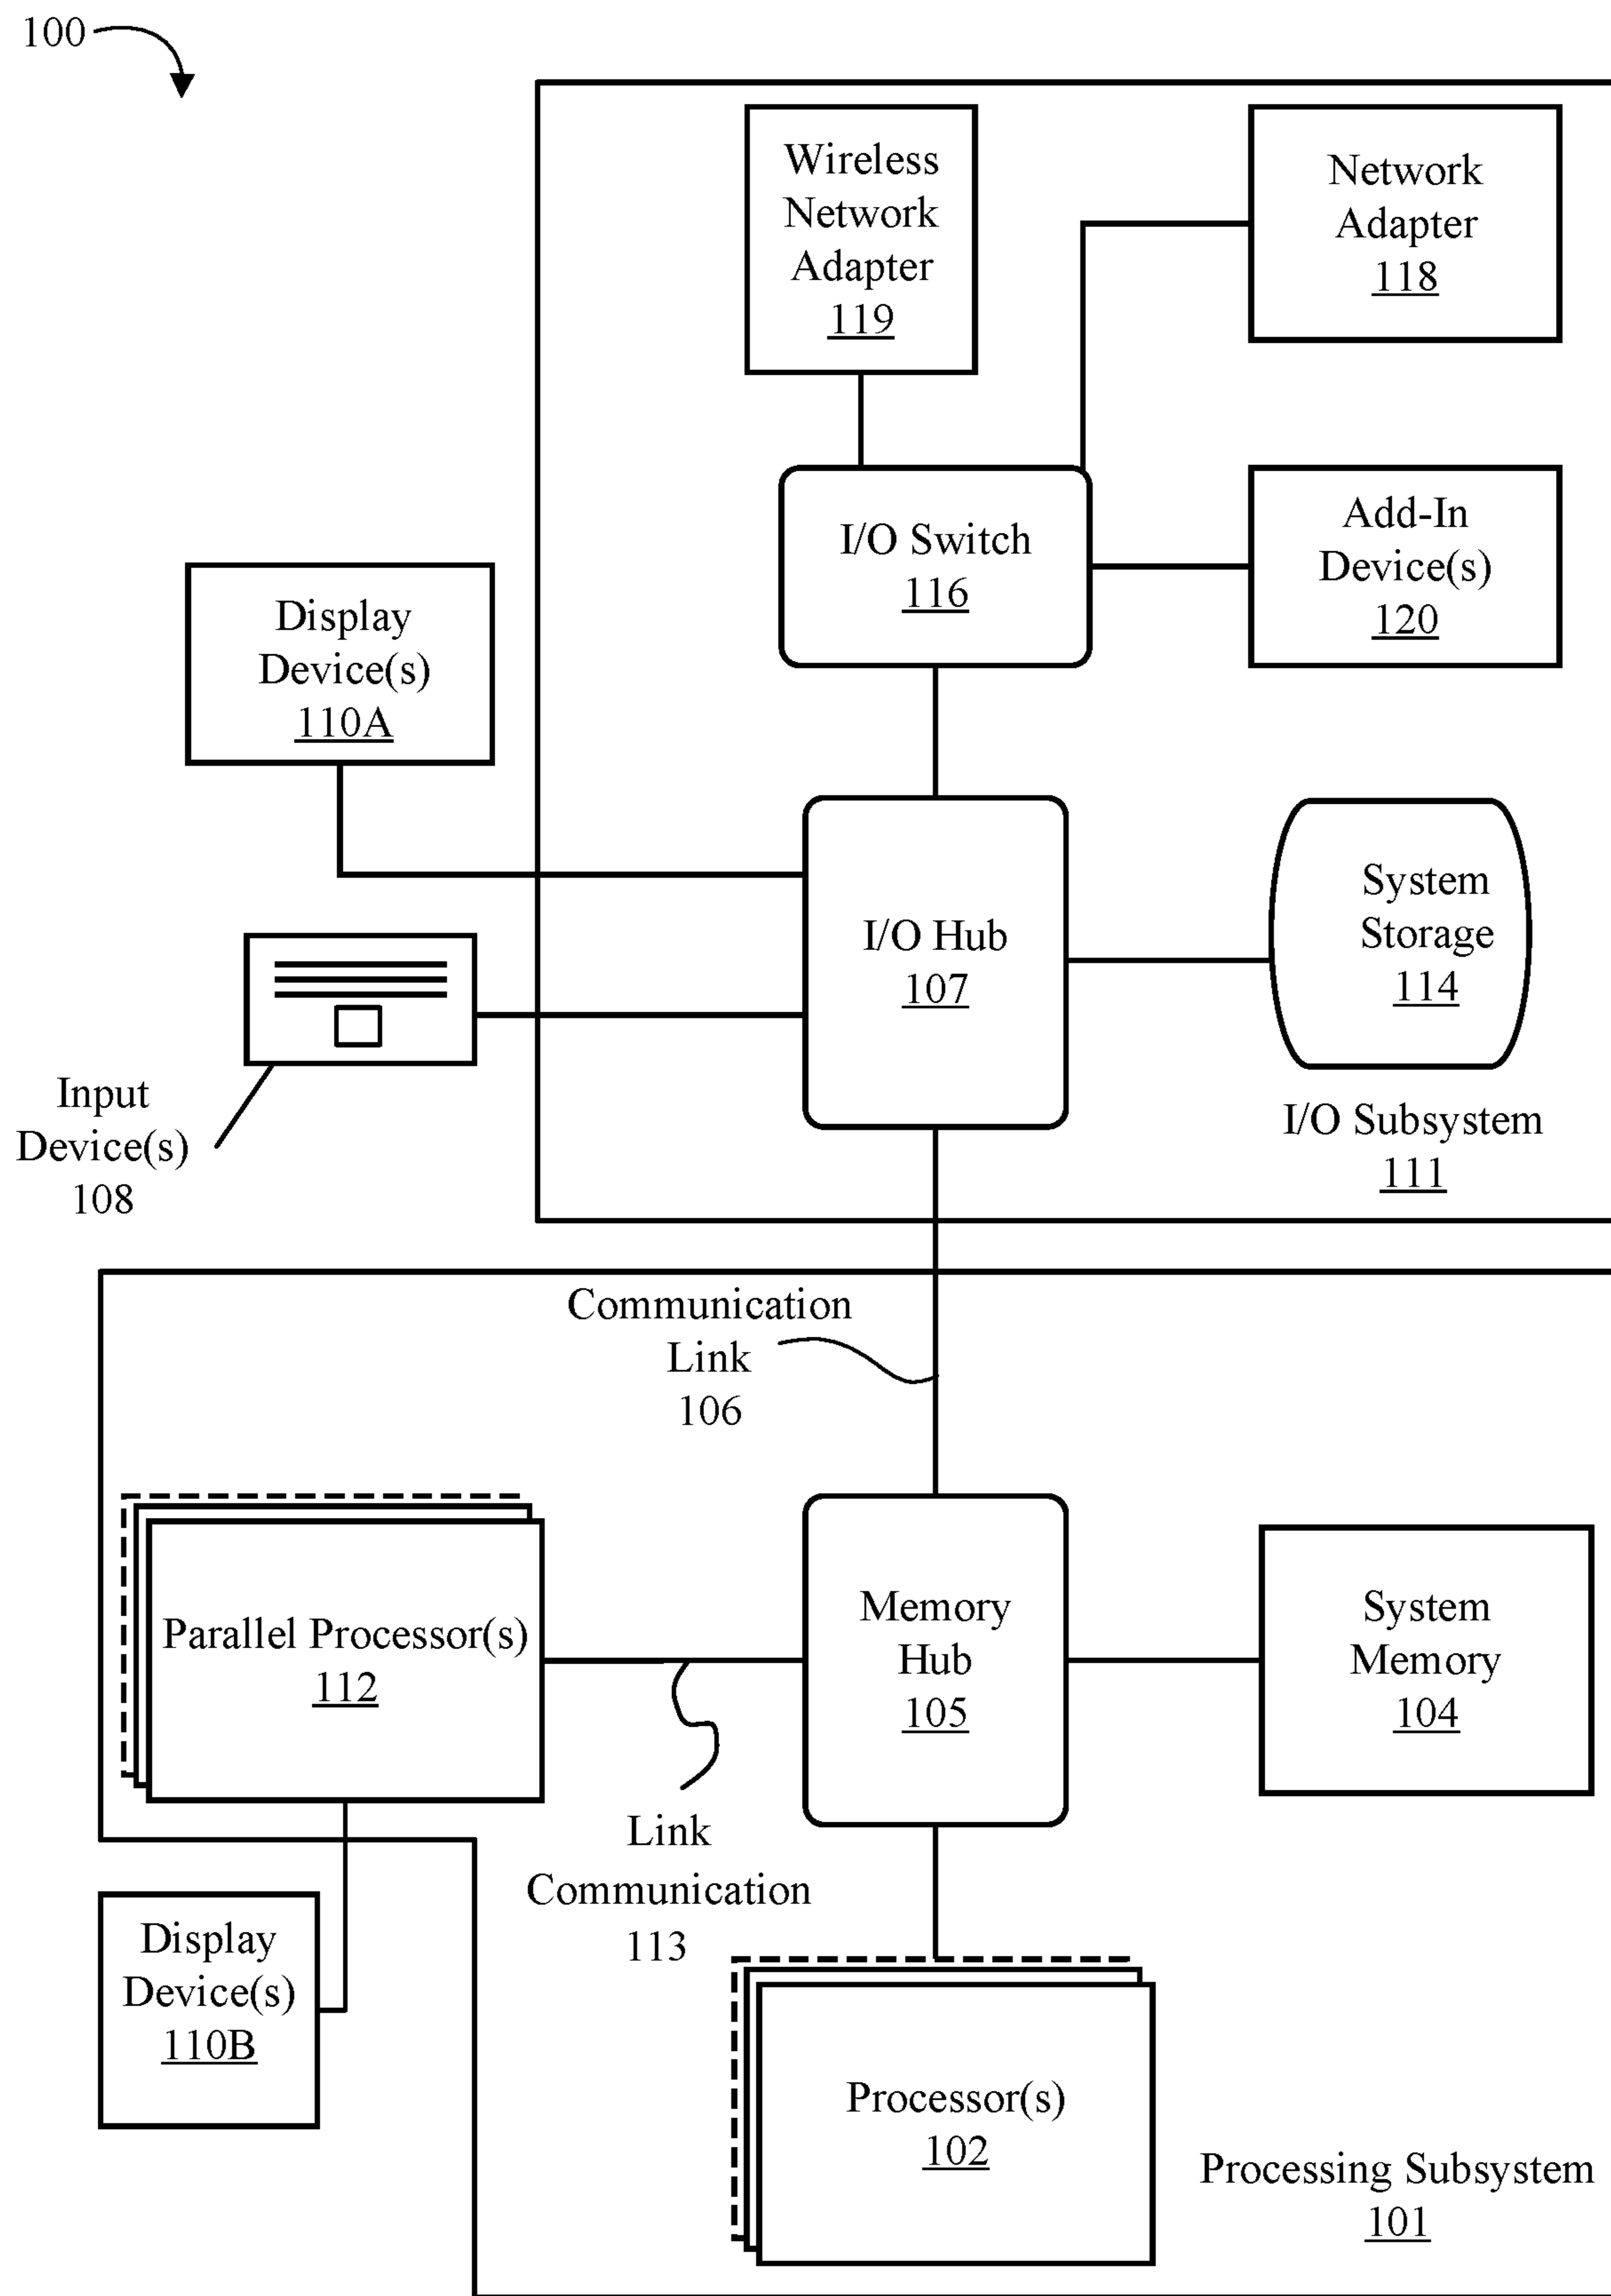 100
Wireless
Network
Adapter
119
Network
Adapter
118
I/O Switch
116
Add-In
Device(s)
120
Display
Device(s)
110A
I/O Hub
107
System
Storage
114
Input
Device(s)
108
I/O Subsystem
111
Communication
Link
106
Parallel Processor(s)
112
Memory
Hub
105
System
Memory
104
Link
Communication
113
Display
Device(s)
110B
Processor(s)
102
Processing Subsystem
101